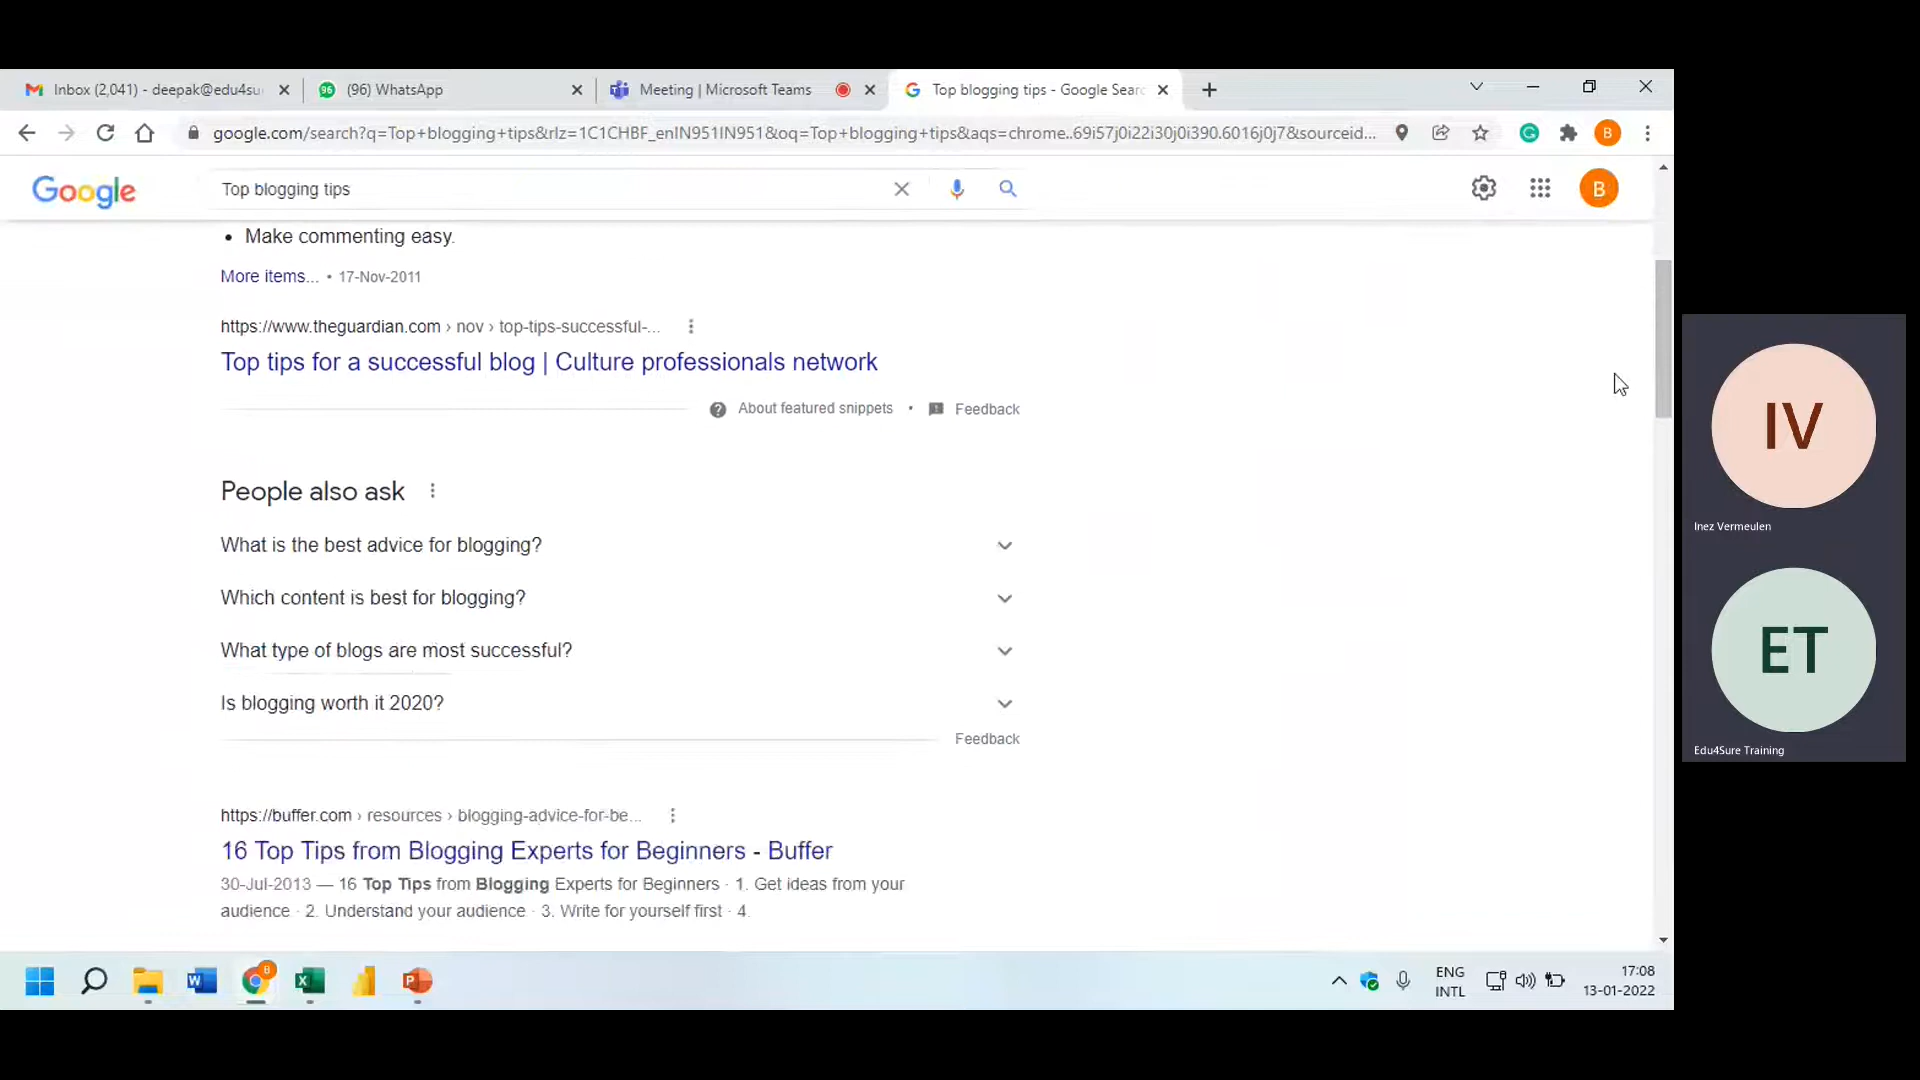 Inbox (2,041) - deepak@edu4su
96 (96) WhatsApp
Meeting | Microsoft Teams
Top blogging tips - Google Sear
google.com/search?q=Top+blogging+tips&rlz=1C1CHBF_enIN951IN951&oq=Top+blogging+tips&aqs=chrome..69i57j0i22i30j0i390.6016j0j7&sourceid...
B
Google
Top blogging tips
B
Make commenting easy.
More items... • 17-Nov-2011
https://www.theguardian.com › nov › top-tips-successful-...
Top tips for a successful blog | Culture professionals network
About featured snippets • Feedback
People also ask
What is the best advice for blogging?
Which content is best for blogging?
What type of blogs are most successful?
Is blogging worth it 2020?
Feedback
https://buffer.com › resources › blogging-advice-for-be...
16 Top Tips from Blogging Experts for Beginners - Buffer
30-Jul-2013 — 16 Top Tips from Blogging Experts for Beginners · 1. Get ideas from your
audience · 2. Understand your audience · 3. Write for yourself first · 4.
IV
Inez Vermeulen
ET
Edu4Sure Training
W
B
X
P
ENG
INTL
17:08
13-01-2022